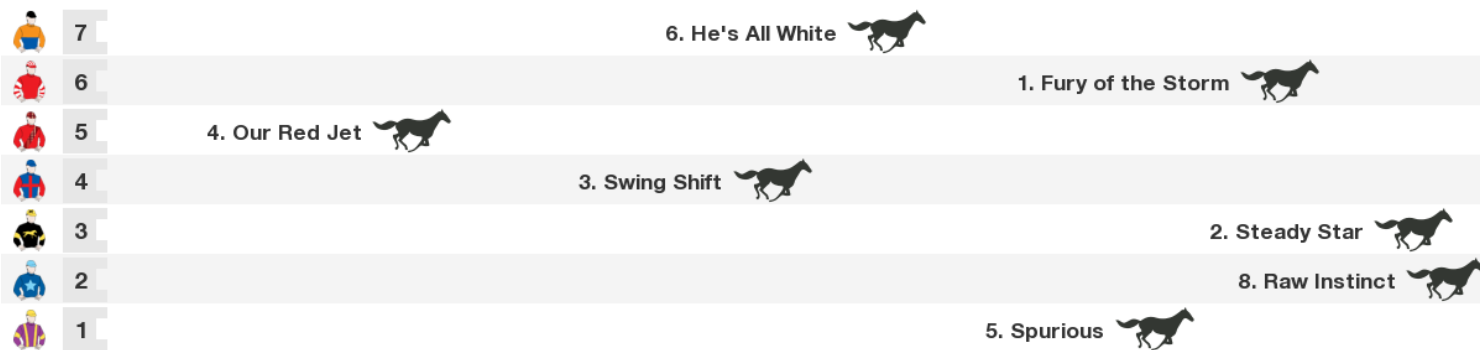 7 6. He's All White
6 1. Fury of the Storm
5 4. Our Red Jet
4 3. Swing Shift
3 2. Steady Star
2 8. Raw Instinct
1 5. Spurious